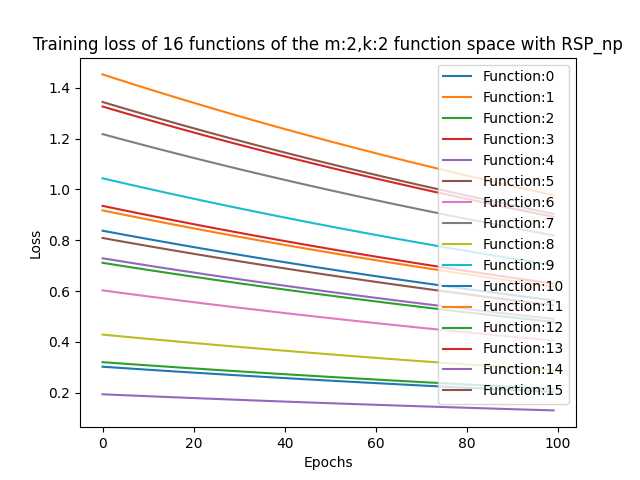 Training loss of 16 functions of the m:2,k:2 function space with RSP_np
Loss
1.4
1.2
1.0
0.8
0.6
0.4
0.2
Function:0
Function:1
Function:2
Function:3
Function:4
Function:5
Function:6
Function:7
Function:8
Function:9
Function:10
Function:11
Function:12
Function:13
Function:14
Function:15
0 20 40 60 80 100
Epochs